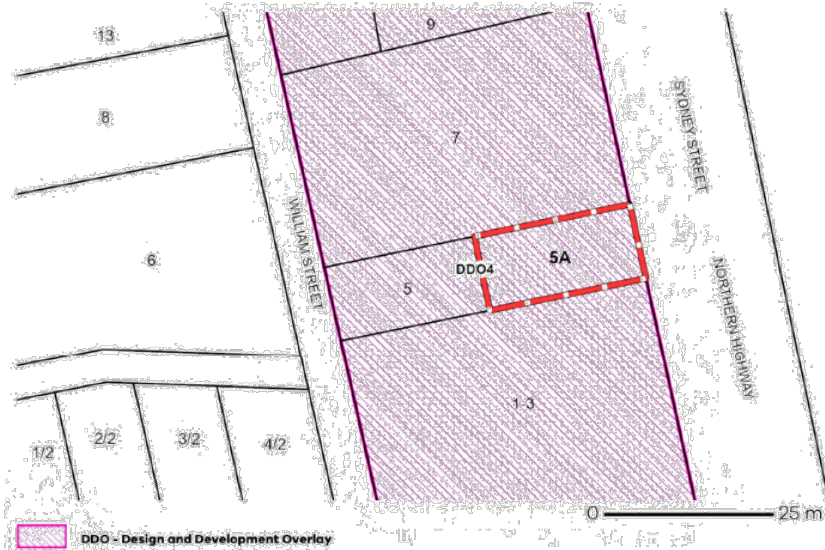 13
9
8
7
SYDNEY STREET
WILLIAM STREET
6
5
DDO4
5A
NORTHERN HIGHWAY
1-3
1/2
2/2
3/2
4/2
0 25 m
DDO - Design and Development Overlay